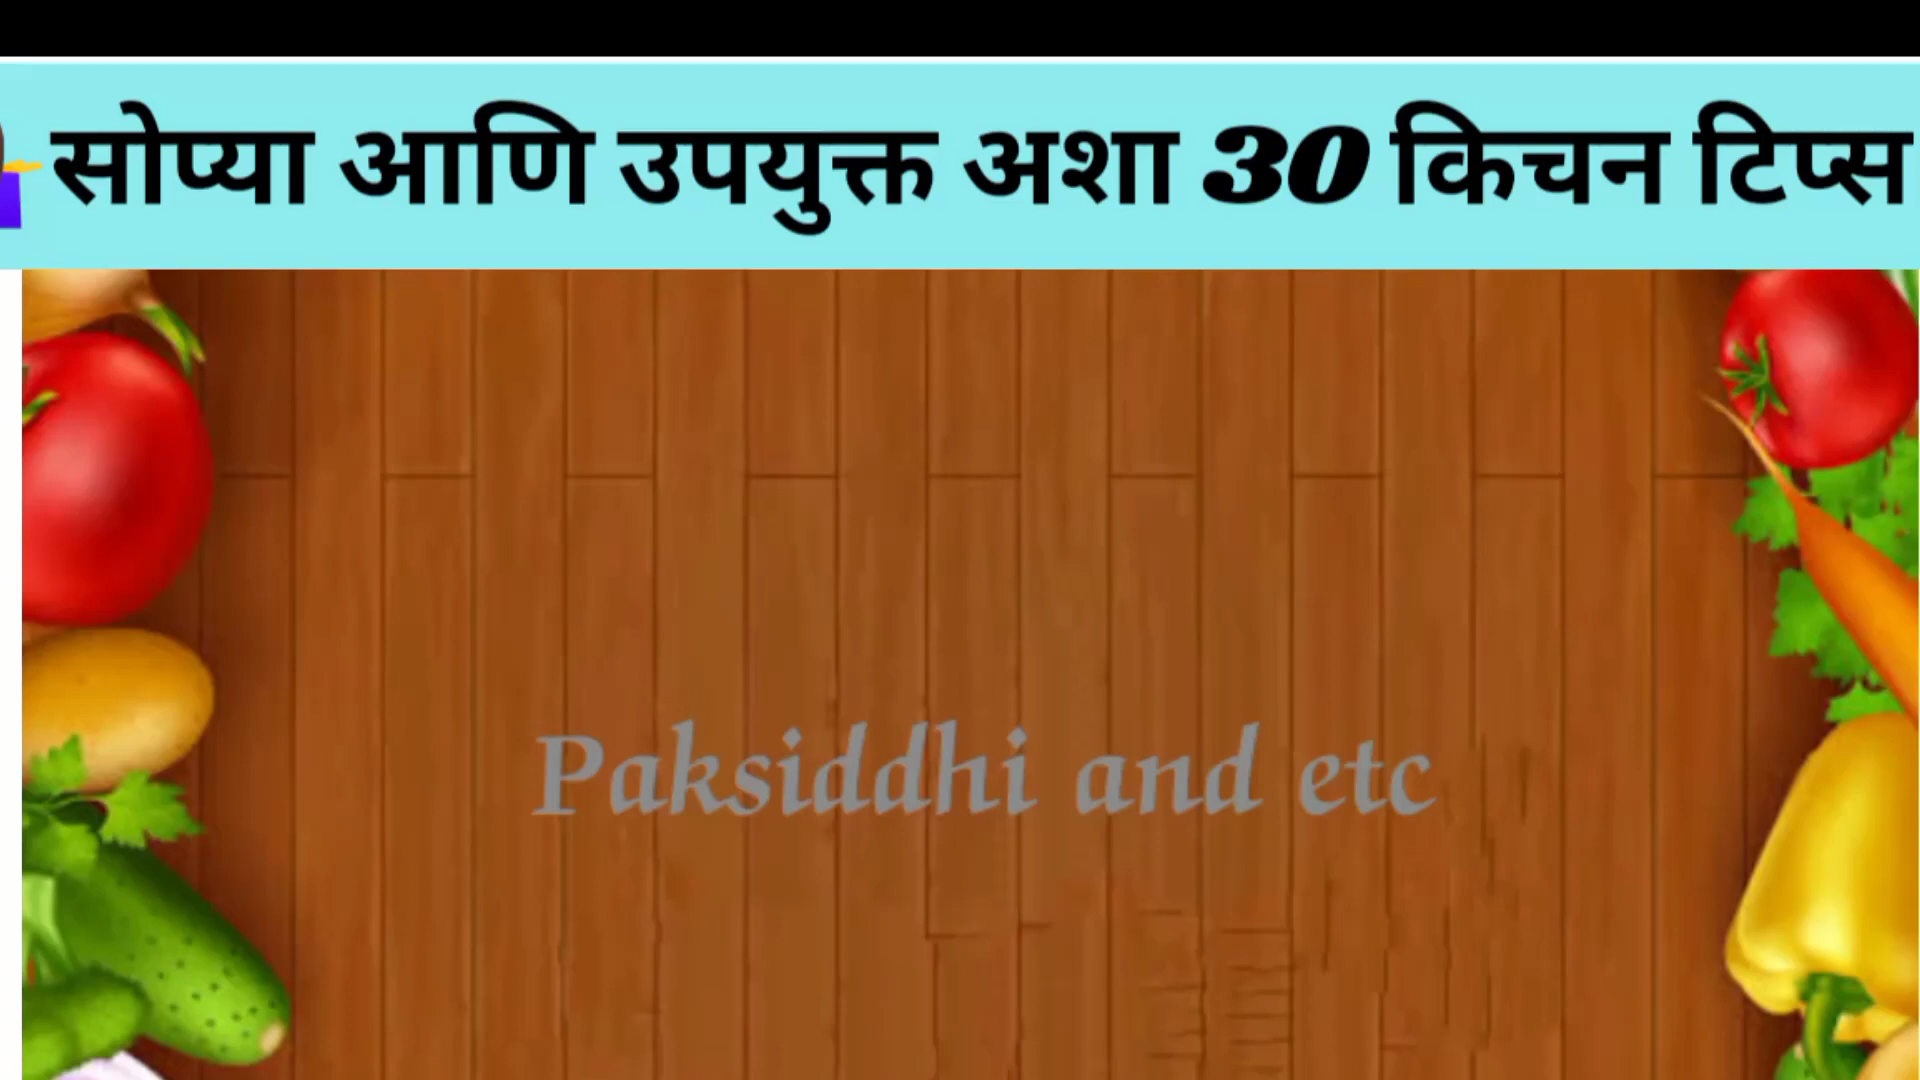 सोप्या आणि उपयुक्त अशा 30 किचन टिप्स
Paksiddhi and etc